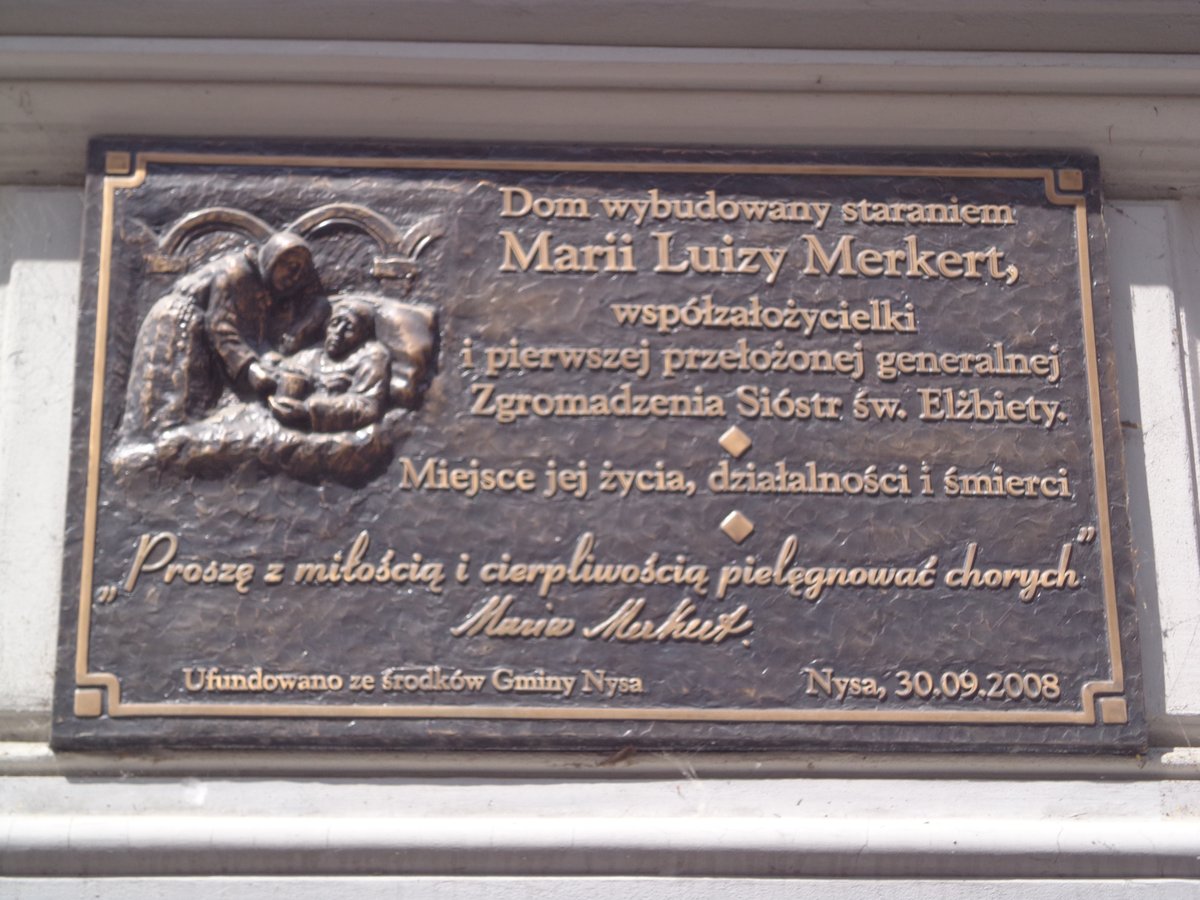 Dom wybudowany staraniem
Marii Luizy Merkert,
współzałożycielki
i pierwszej przełożonej generalnej
Zgromadzenia Sióstr św. Elżbiety.
Miejsce jej życia, działalności i śmierci
„Proszę z miłością i cierpliwością pielęgnować chorych”
Maria Merkert.
Ufundowano ze środków Gminy Nysa
Nysa, 30.09.2008